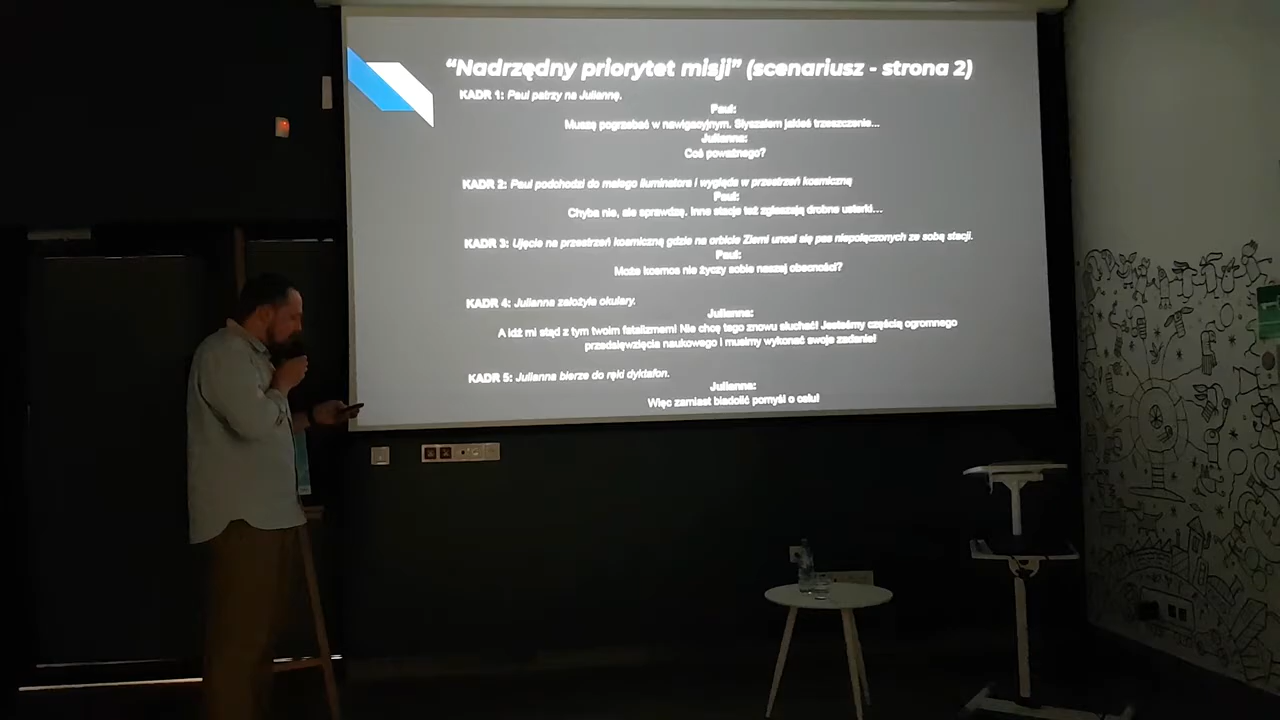 “Nadrzędny priorytet misji” (scenariusz - strona 2)
KADR 1: Paul patrzy na Juliannę.
Paul:
Muszę pogrzebać w nawigacyjnym. Słyszałem jakieś trzeszczenie...
Julianna:
Coś poważnego?
KADR 2: Paul podchodzi do małego iluminatora i wygląda w przestrzeń kosmiczną
Paul:
Chyba nie, ale sprawdzę. Inne stacje też zgłaszają drobne usterki...
KADR 3: Ujęcie na przestrzeń kosmiczną gdzie na orbicie Ziemi unosi się pas niepołączonych ze sobą stacji.
Paul:
Może kosmos nie życzy sobie naszej obecności?
KADR 4: Julianna założyła okulary.
Julianna:
A idź mi stąd z tym twoim fatalizmem! Nie chcę tego znowu słuchać! Jesteśmy częścią ogromnego
przedsięwzięcia naukowego i musimy wykonać swoje zadanie!
KADR 5: Julianna bierze do ręki dyktafon.
Julianna:
Więc zamiast biadolić pomyśl o celu!